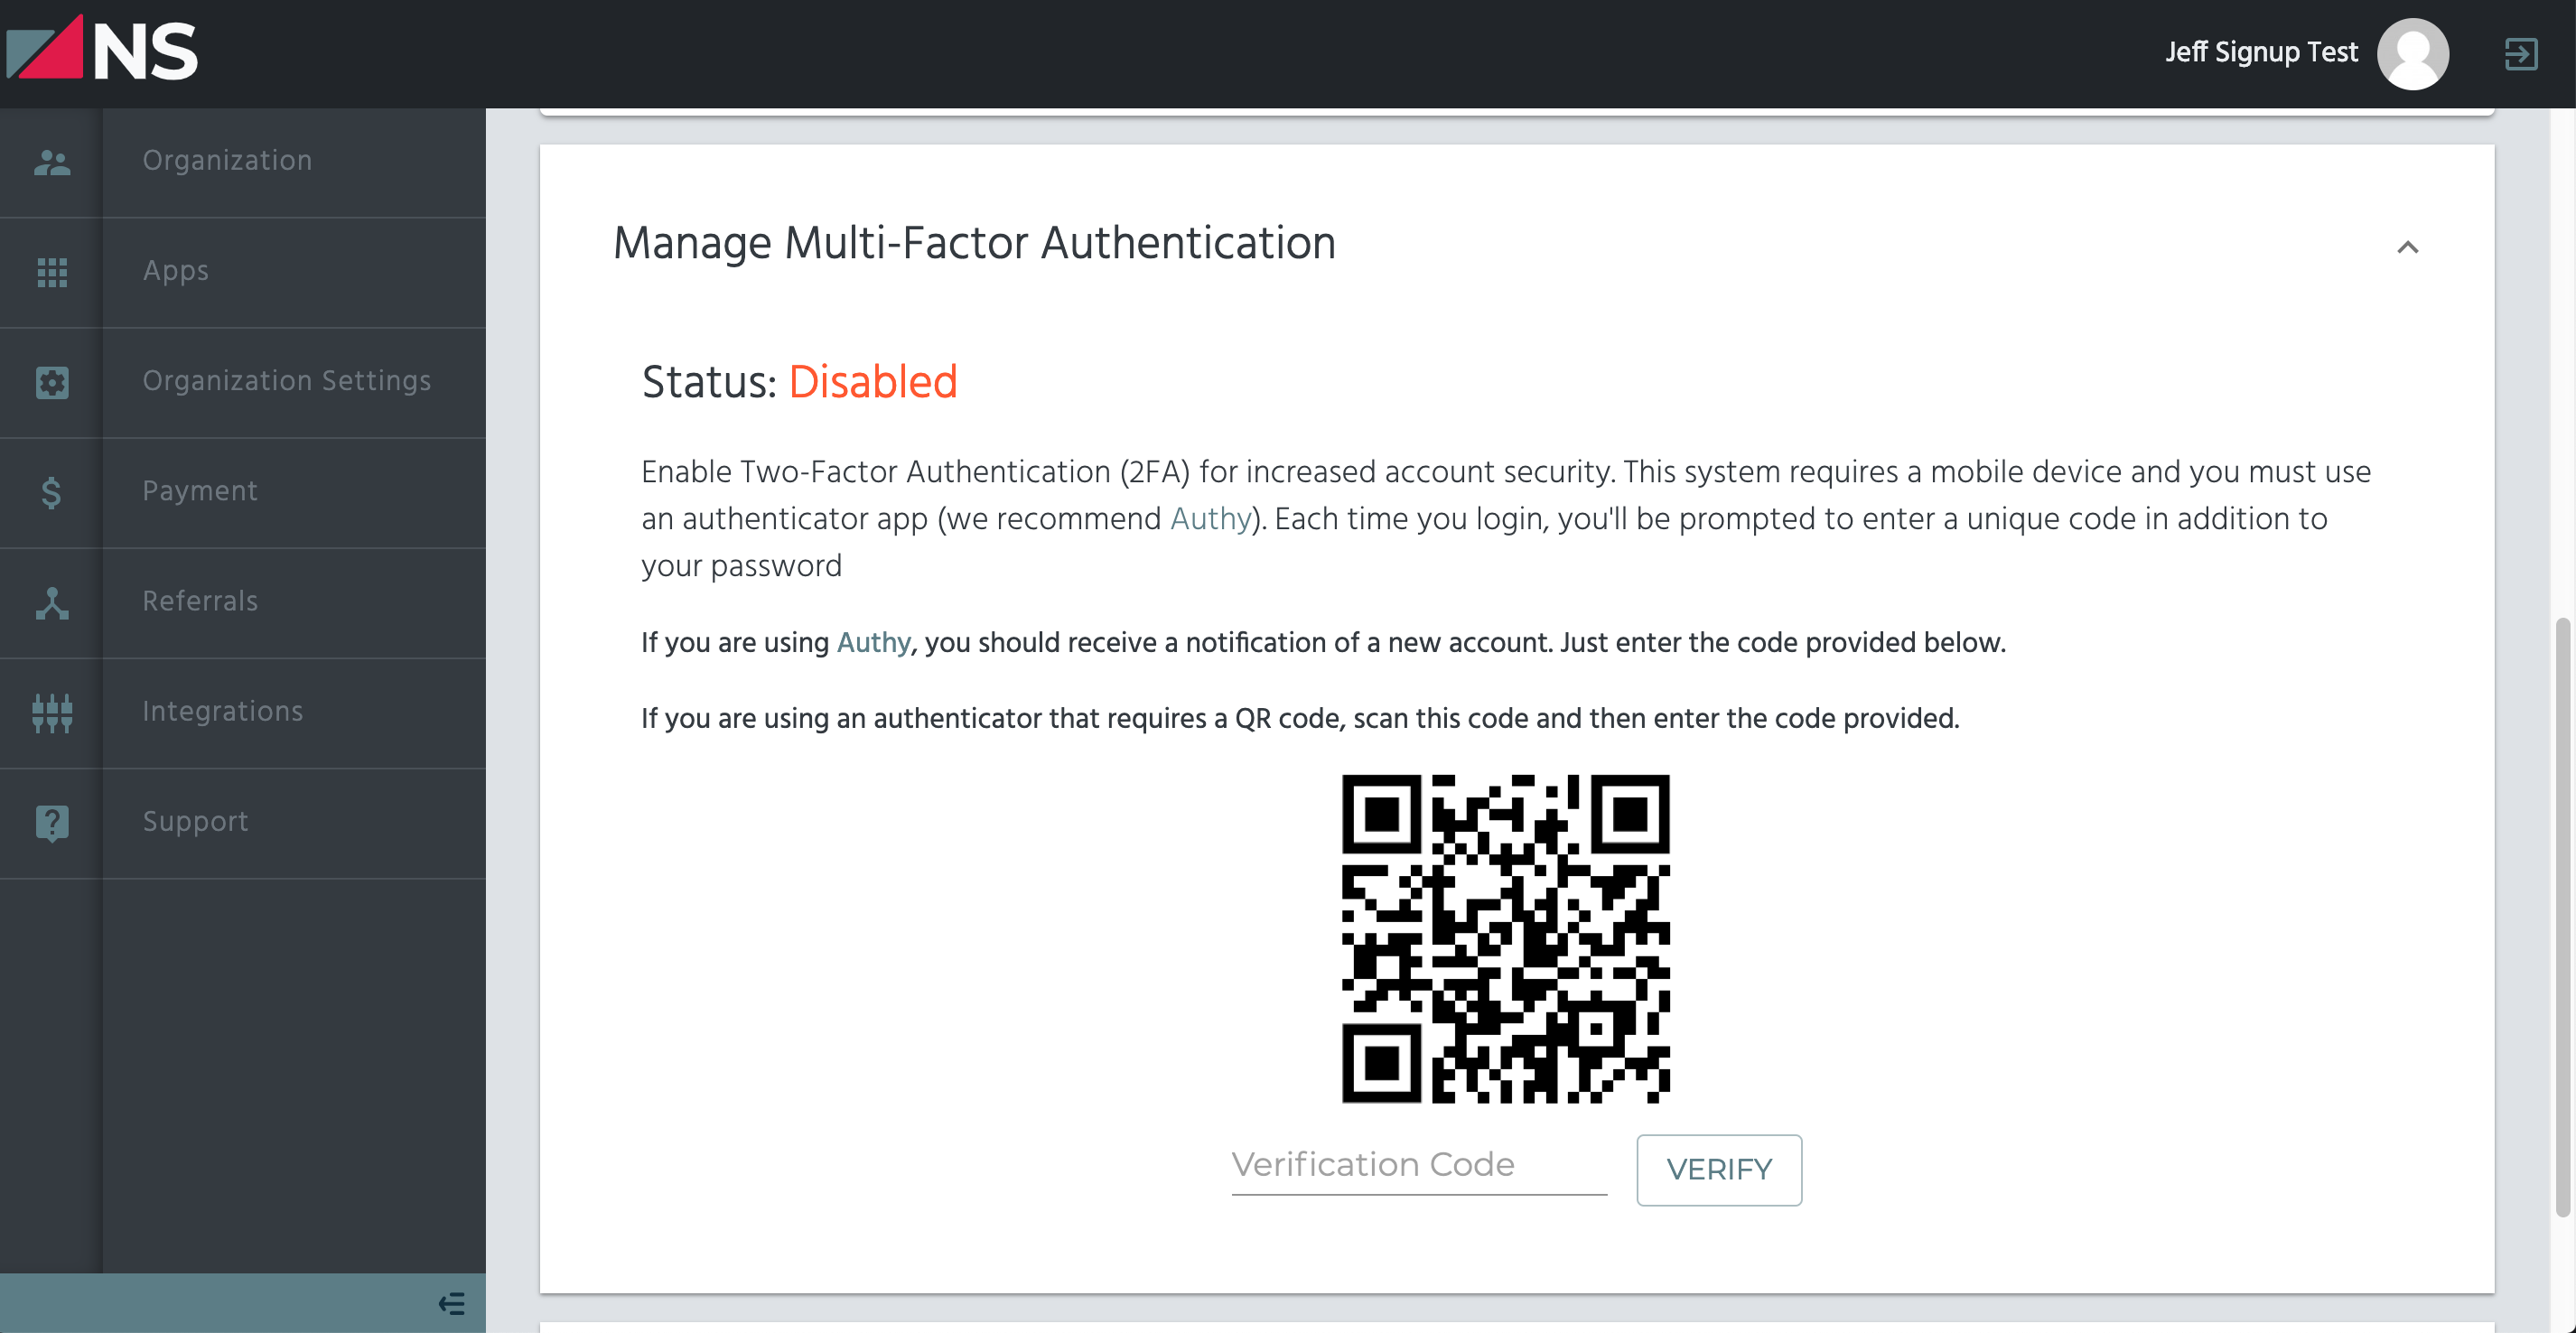 NS
Jeff Signup Test
Organization
Apps
Organization Settings
Payment
Referrals
Integrations
Support
Manage Multi-Factor Authentication
Status: Disabled
Enable Two-Factor Authentication (2FA) for increased account security. This system requires a mobile device and you must use
an authenticator app (we recommend Authy). Each time you login, you'll be prompted to enter a unique code in addition to
your password
If you are using Authy, you should receive a notification of a new account. Just enter the code provided below.
If you are using an authenticator that requires a QR code, scan this code and then enter the code provided.
Verification Code
VERIFY